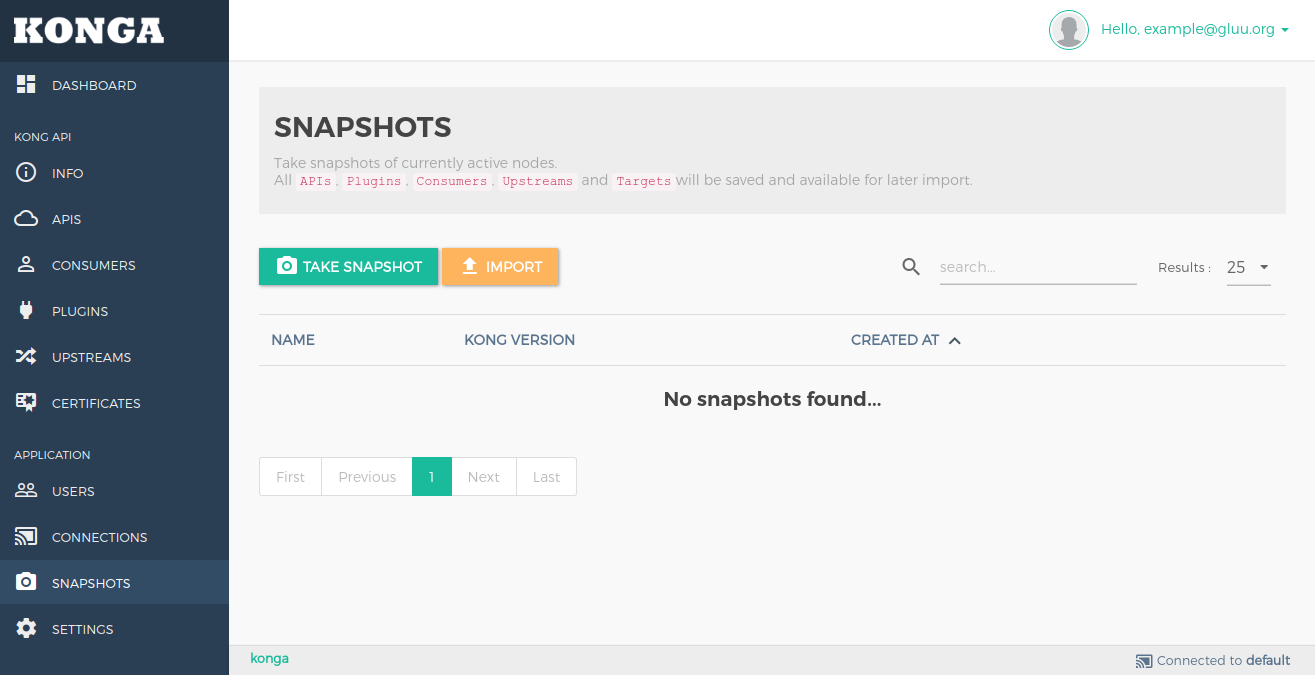 KONGA
Hello, example@gluu.org
DASHBOARD
KONG API
INFO
APIS
CONSUMERS
PLUGINS
UPSTREAMS
CERTIFICATES
APPLICATION
USERS
CONNECTIONS
SNAPSHOTS
SETTINGS
SNAPSHOTS
Take snapshots of currently active nodes.
All APIs, Plugins, Consumers, Upstreams and Targets will be saved and available for later import.
TAKE SNAPSHOT IMPORT search... Results : 25
NAME KONG VERSION CREATED AT
No snapshots found...
First Previous 1 Next Last
konga Connected to default